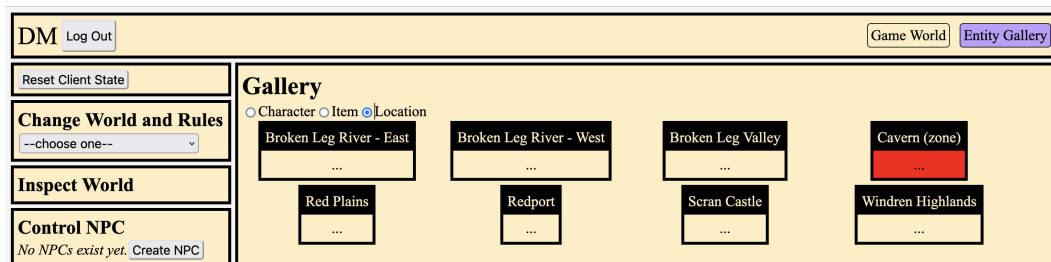 DM Log Out Game World Entity Gallery
Reset Client State
Change World and Rules
--choose one--
Inspect World
Control NPC
No NPCs exist yet. Create NPC
Gallery
Character Item Location
Broken Leg River - East Broken Leg River - West Broken Leg Valley Cavern (zone)
... ... ... ...
Red Plains Redport Scran Castle Windren Highlands
... ... ... ...